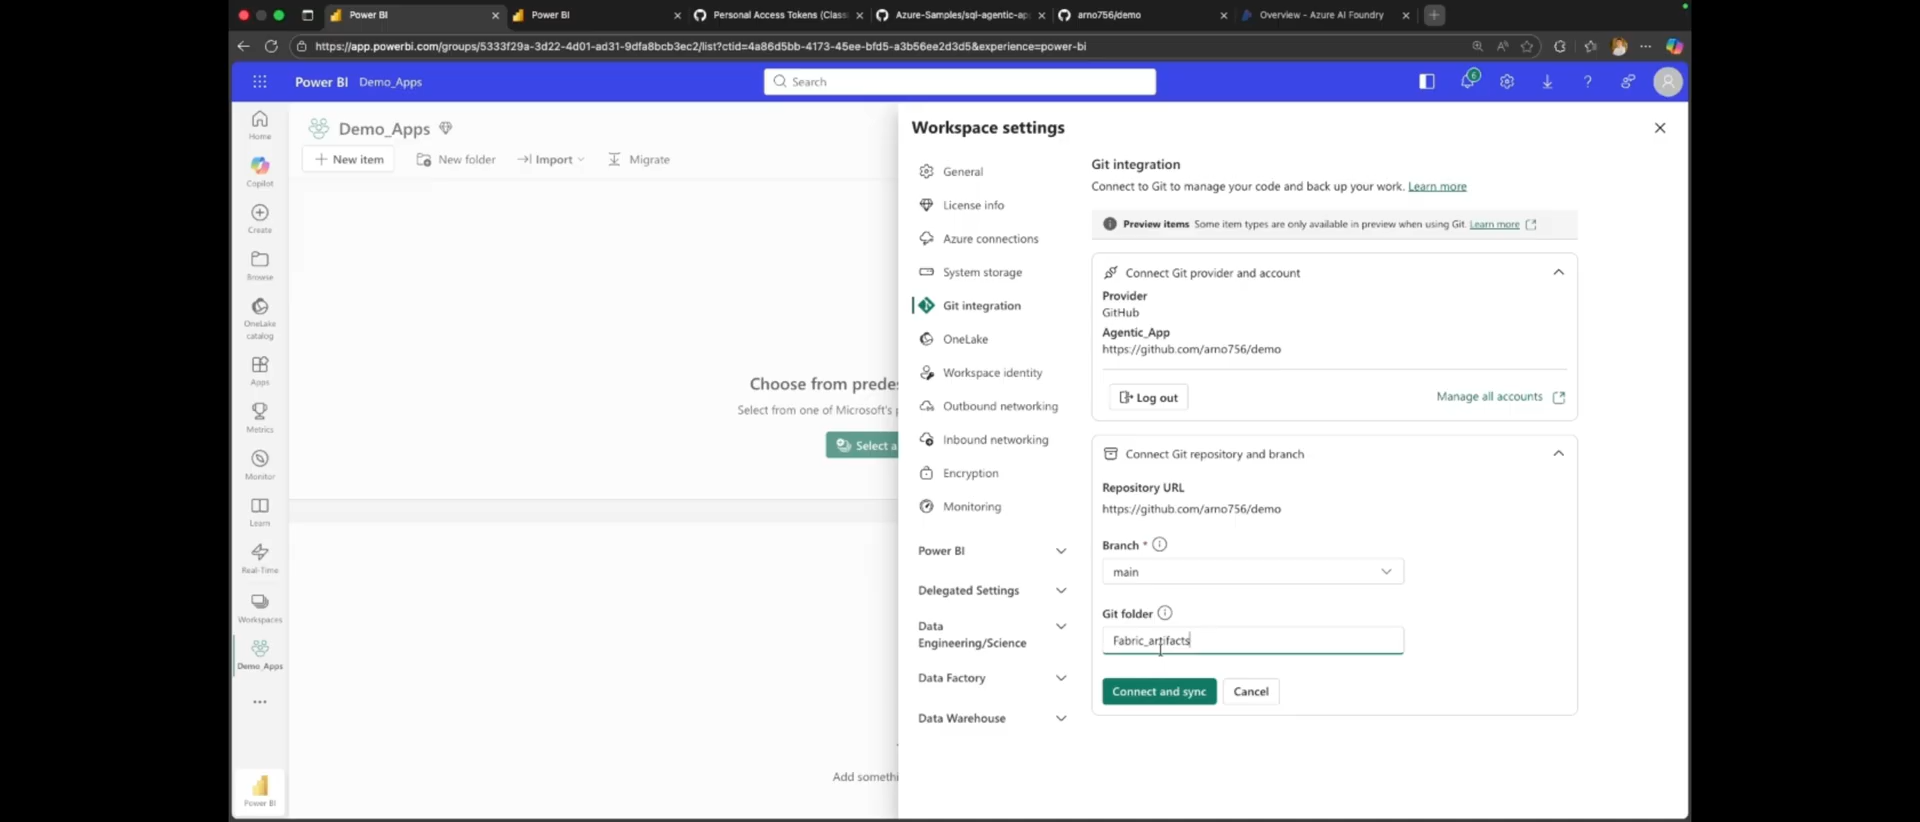 Power BI
Power BI
Personal Access Tokens (Class
Azure-Samples/sql-agentic-ap
arno756/demo
Overview - Azure AI Foundry
https://app.powerbi.com/groups/5333f29a-3d22-4d01-ad31-9dfa8bcb3ec2/list?ctid=4a86d5bb-4173-45ee-bfd5-a3b56ee2d3d5&experience=power-bi
Power BI Demo_Apps
Search
6
Home
Copilot
Create
Browse
OneLake
catalog
Apps
Metrics
Monitor
Learn
Real-Time
Workspaces
Demo_Apps
Power BI
Demo_Apps
New item
New folder
Import
Migrate
Choose from predes
Select from one of Microsoft's p
Select a
Add somethi
Workspace settings
General
License info
Azure connections
System storage
Git integration
OneLake
Workspace identity
Outbound networking
Inbound networking
Encryption
Monitoring
Power BI
Delegated Settings
Data
Engineering/Science
Data Factory
Data Warehouse
Git integration
Connect to Git to manage your code and back up your work. Learn more
Preview items Some item types are only available in preview when using Git. Learn more
Connect Git provider and account
Provider
GitHub
Agentic_App
https://github.com/arno756/demo
Log out
Manage all accounts
Connect Git repository and branch
Repository URL
https://github.com/arno756/demo
Branch *
main
Git folder
Fabric_artifacts
Connect and sync
Cancel